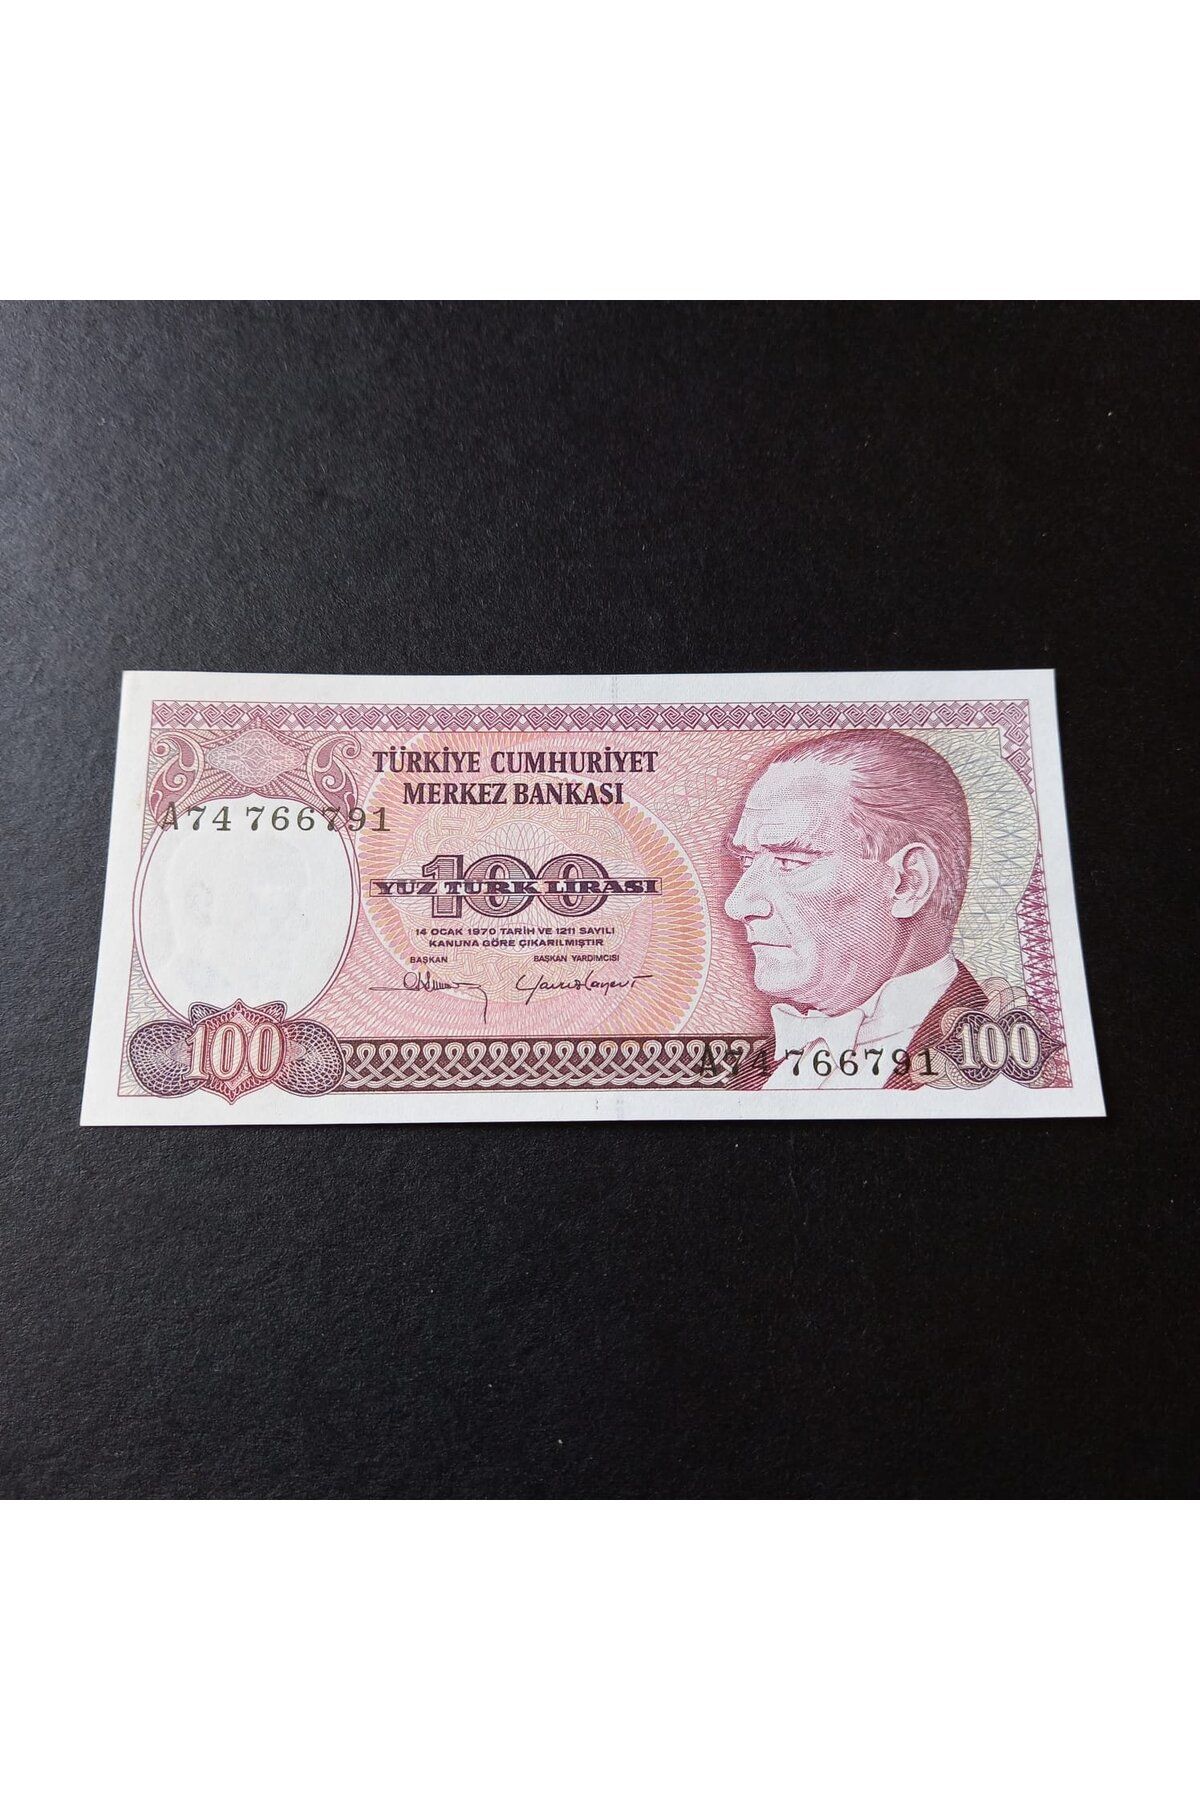 TÜRKİYE CUMHURİYET
MERKEZ BANKASI
A74 766791
100
YÜZ TÜRK LİRASI
14 OCAK 1970 TARİH VE 1211 SAYILI
KANUNA GÖRE ÇIKARILMIŞTIR
BAŞKAN BAŞKAN YARDIMCISI
100
A74 766791
100